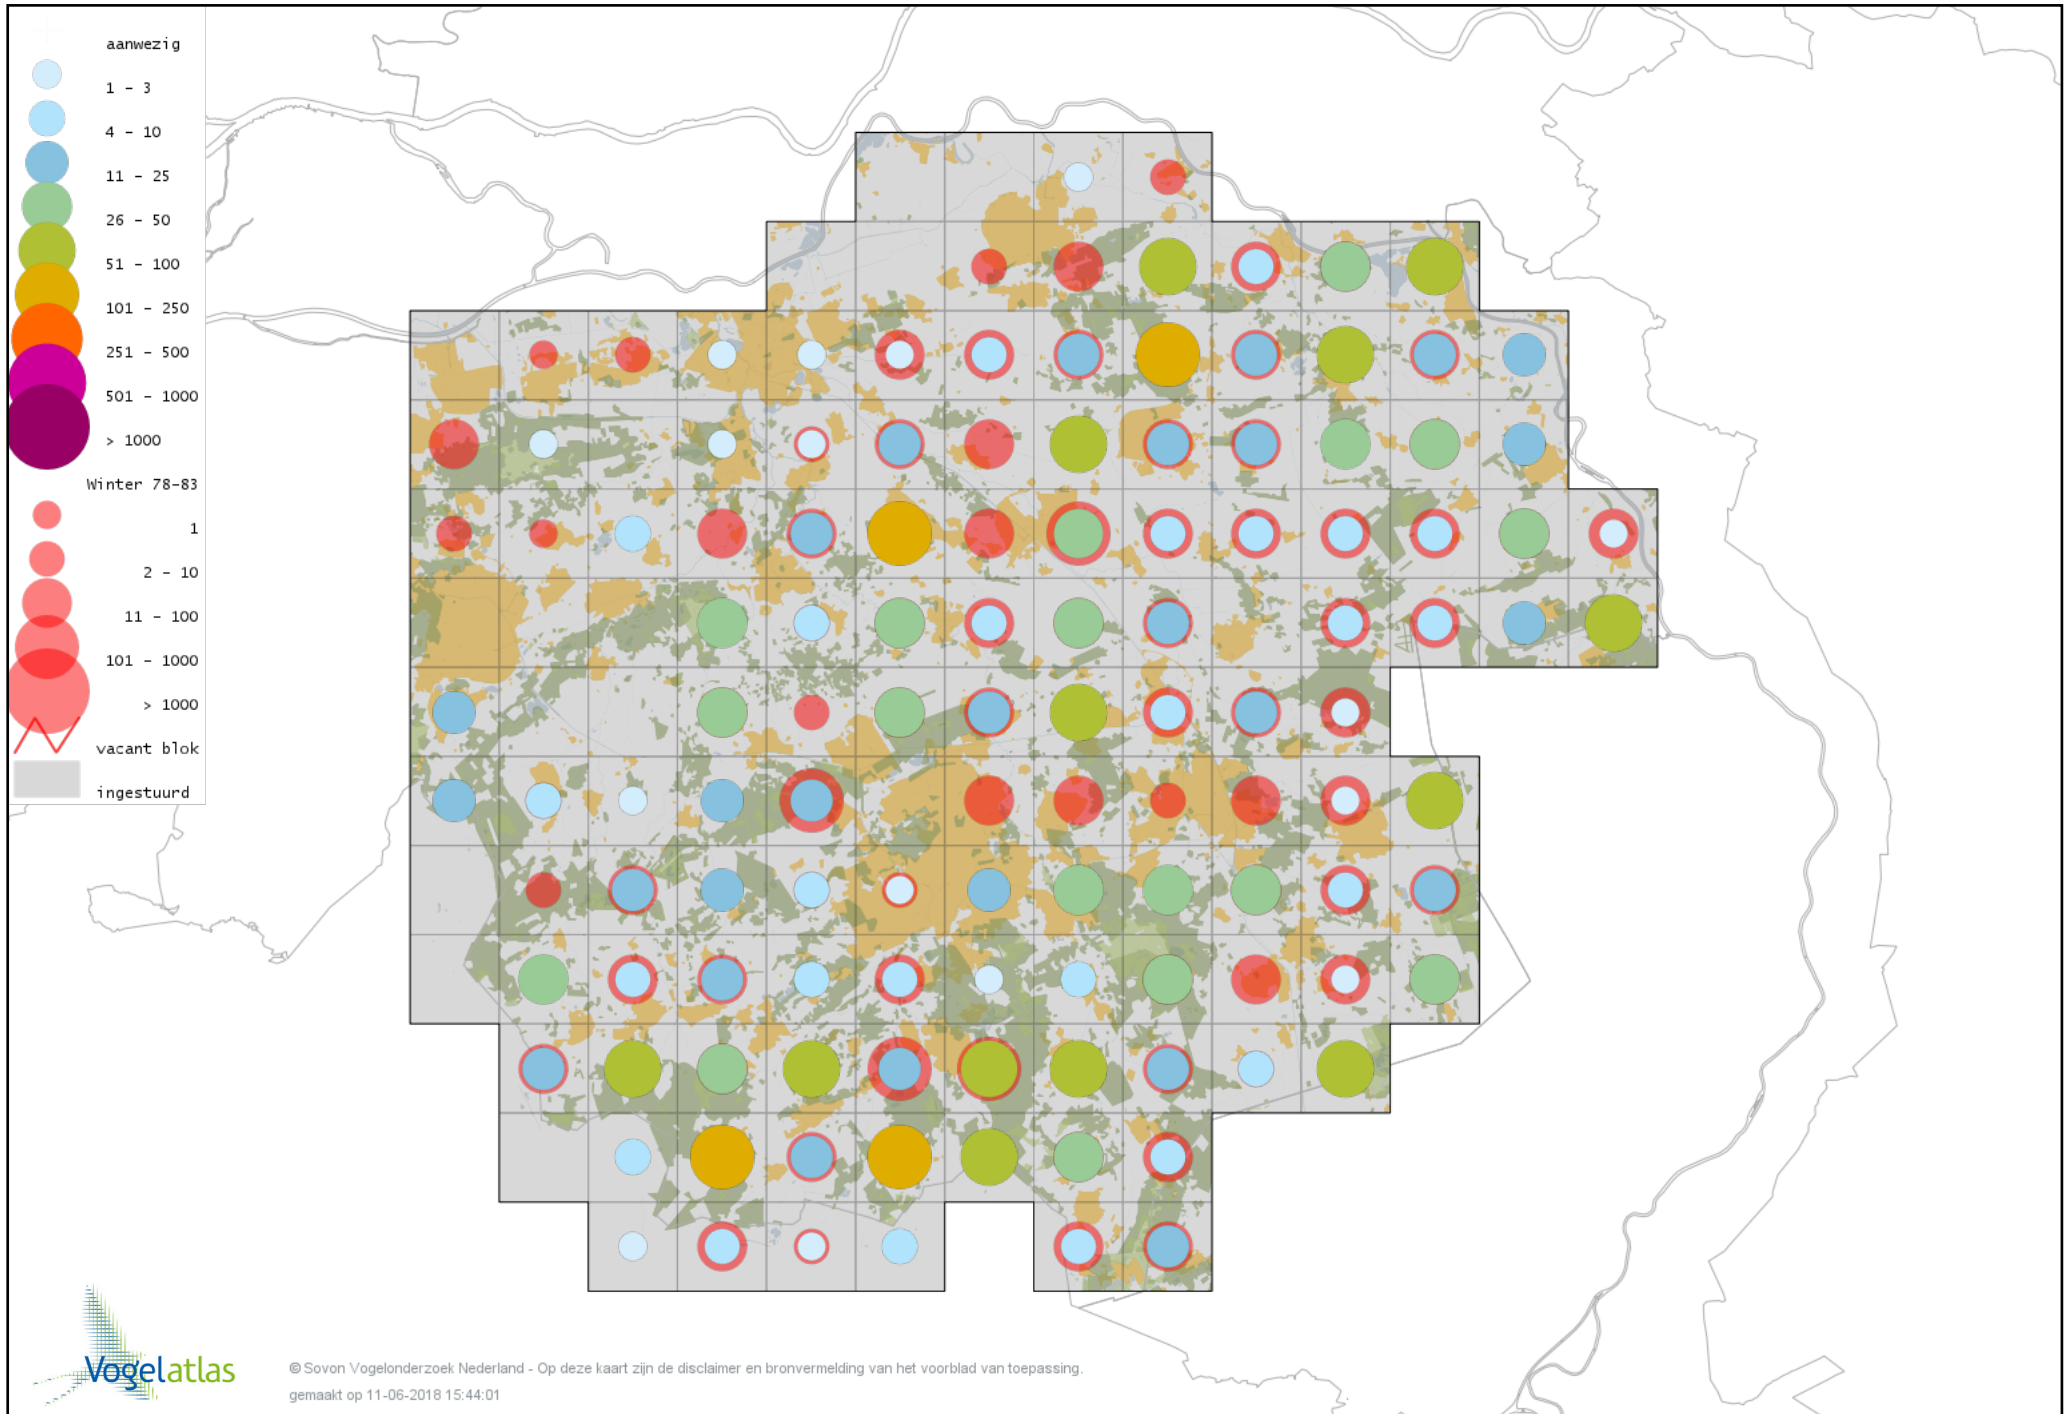 aanwezig
1 - 3
4 - 10
11 - 25
26 - 50
51 - 100
101 - 250
251 - 500
501 - 1000
> 1000
Winter 78-83
1
2 - 10
11 - 100
101 - 1000
> 1000
vacant blok
ingestuurd
Vogelatlas
© Sovon Vogelonderzoek Nederland - Op deze kaart zijn de disclaimer en bronvermelding van het voorblad van toepassing.
gemaakt op 11-06-2018 15:44:01